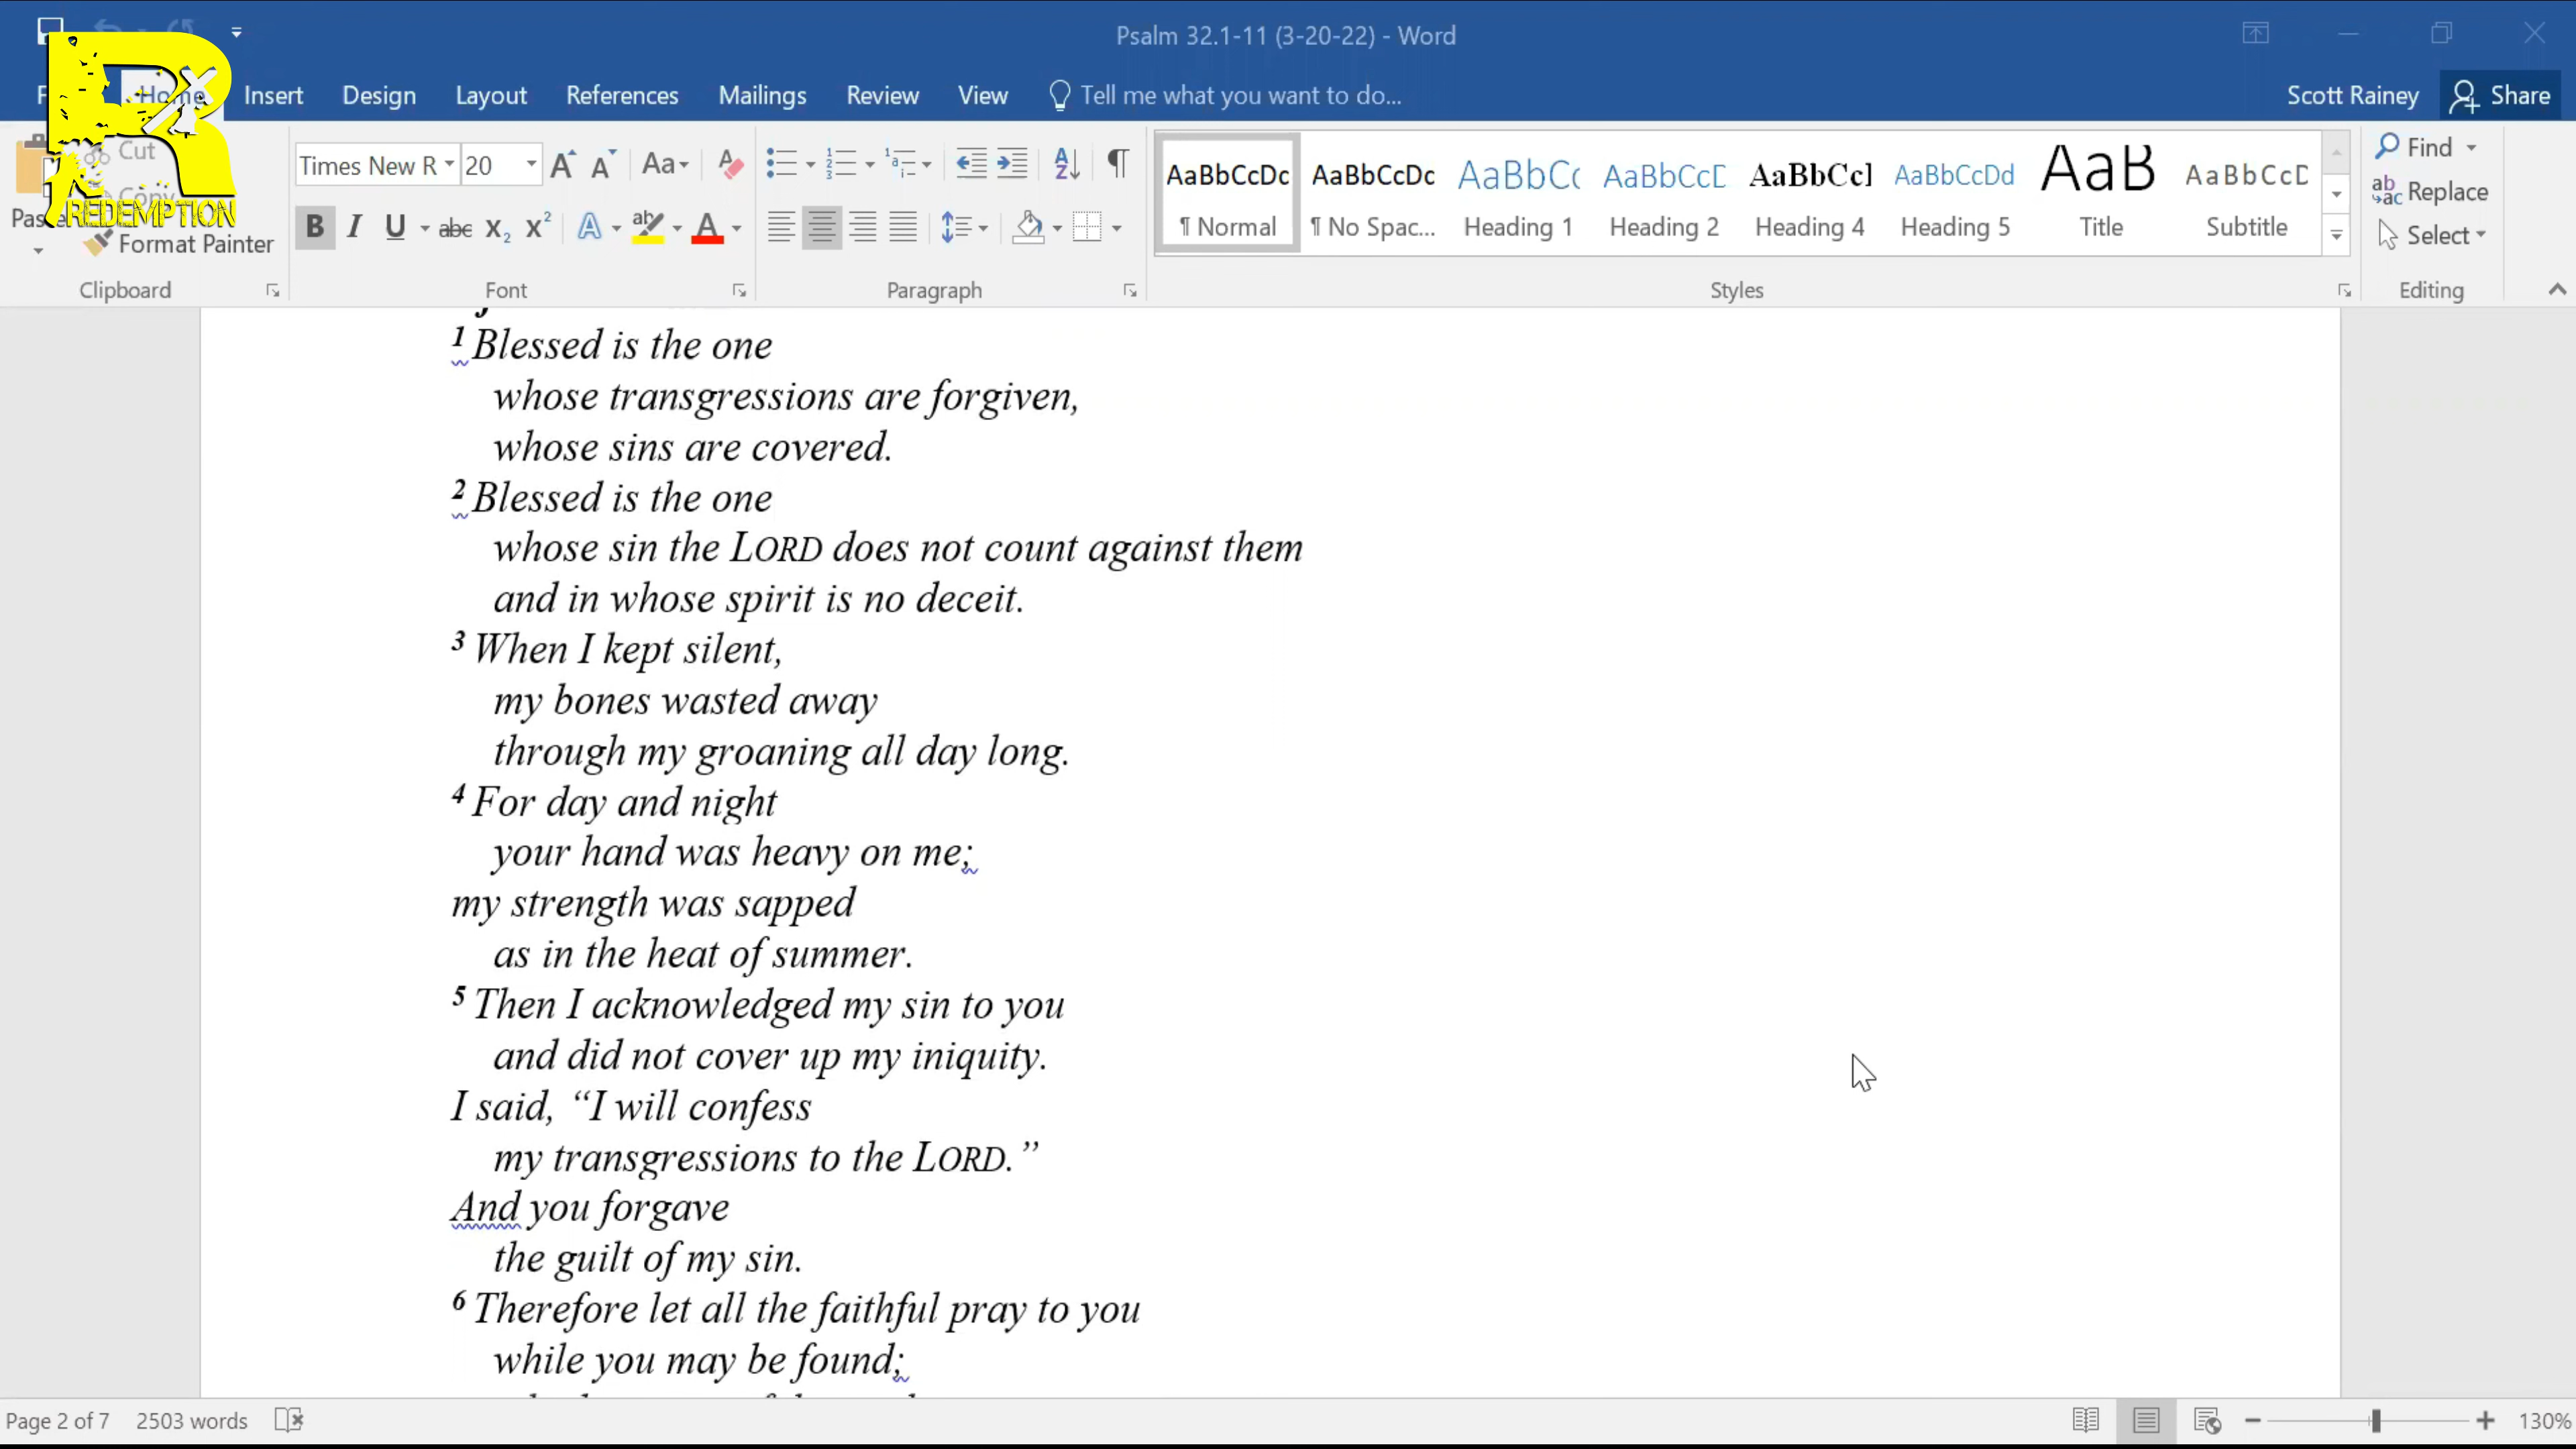 Psalm 32.1-11 (3-20-22) - Word
Home Insert Design Layout References Mailings Review View Tell me what you want to do...
Scott Rainey Share
REDEMPTION
Cut
Copy
Format Painter
Clipboard
Times New R 20
Font
Paragraph
AaBbCcDc AaBbCcDc AaBbCc AaBbCcD AaBbCcl AaBbCcDd AaB AaBbCcD
¶ Normal ¶ No Spac... Heading 1 Heading 2 Heading 4 Heading 5 Title Subtitle
Styles
Find
Replace
Select
Editing
1 Blessed is the one
whose transgressions are forgiven,
whose sins are covered.
2 Blessed is the one
whose sin the LORD does not count against them
and in whose spirit is no deceit.
3 When I kept silent,
my bones wasted away
through my groaning all day long.
4 For day and night
your hand was heavy on me;
my strength was sapped
as in the heat of summer.
5 Then I acknowledged my sin to you
and did not cover up my iniquity.
I said, “I will confess
my transgressions to the LORD.”
And you forgave
the guilt of my sin.
6 Therefore let all the faithful pray to you
while you may be found;
Page 2 of 7 2503 words
130%